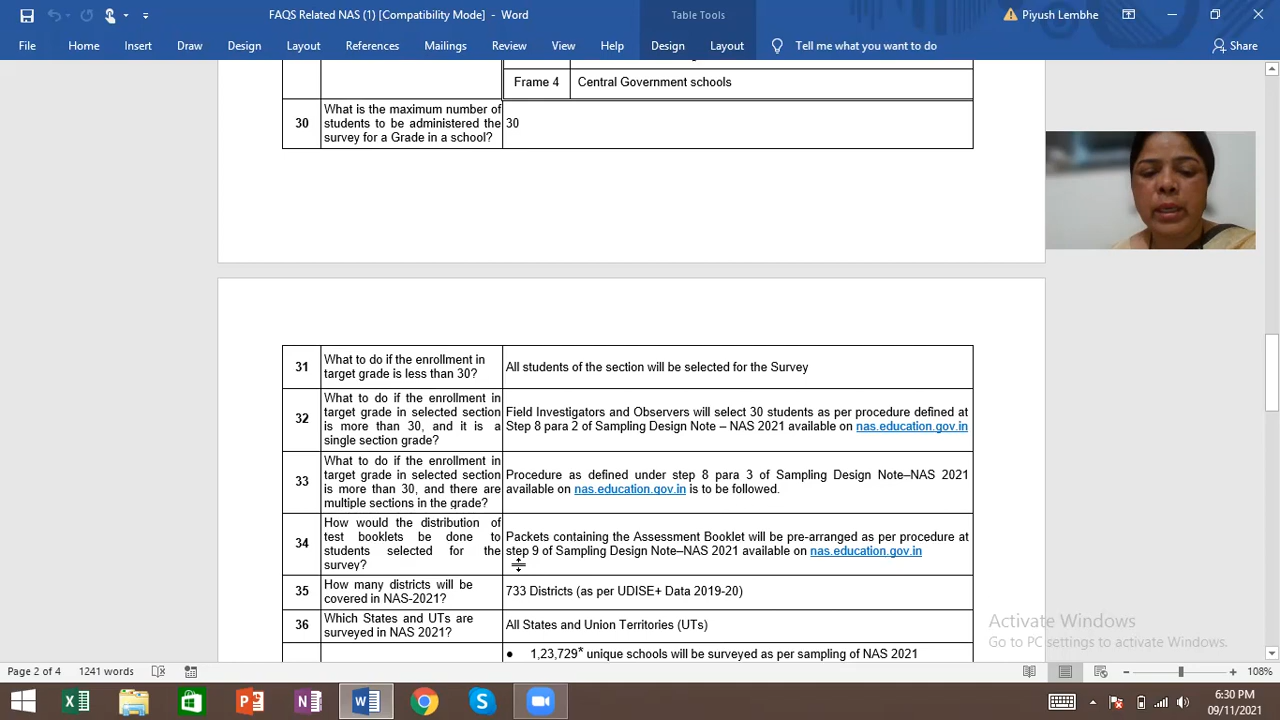 FAQS Related NAS (1) [Compatibility Mode] - Word
Table Tools
Piyush Lembhe
File Home Insert Draw Design Layout References Mailings Review View Help Design Layout Tell me what you want to do Share
Frame 4 Central Government schools
30 What is the maximum number of
students to be administered the
survey for a Grade in a school?
30
31 What to do if the enrollment in
target grade is less than 30?
All students of the section will be selected for the Survey
32 What to do if the enrollment in
target grade in selected section
is more than 30, and it is a
single section grade?
Field Investigators and Observers will select 30 students as per procedure defined at
Step 8 para 2 of Sampling Design Note – NAS 2021 available on nas.education.gov.in
33 What to do if the enrollment in
target grade in selected section
is more than 30, and there are
multiple sections in the grade?
Procedure as defined under step 8 para 3 of Sampling Design Note–NAS 2021
available on nas.education.gov.in is to be followed.
34 How would the distribution of
test booklets be done to
students selected for the
survey?
Packets containing the Assessment Booklet will be pre-arranged as per procedure at
step 9 of Sampling Design Note–NAS 2021 available on nas.education.gov.in
35 How many districts will be
covered in NAS-2021?
733 Districts (as per UDISE+ Data 2019-20)
36 Which States and UTs are
surveyed in NAS 2021?
All States and Union Territories (UTs)
• 1,23,729* unique schools will be surveyed as per sampling of NAS 2021
Activate Windows
Go to PC settings to activate Windows.
Page 2 of 4 1241 words 108%
6:30 PM
09/11/2021